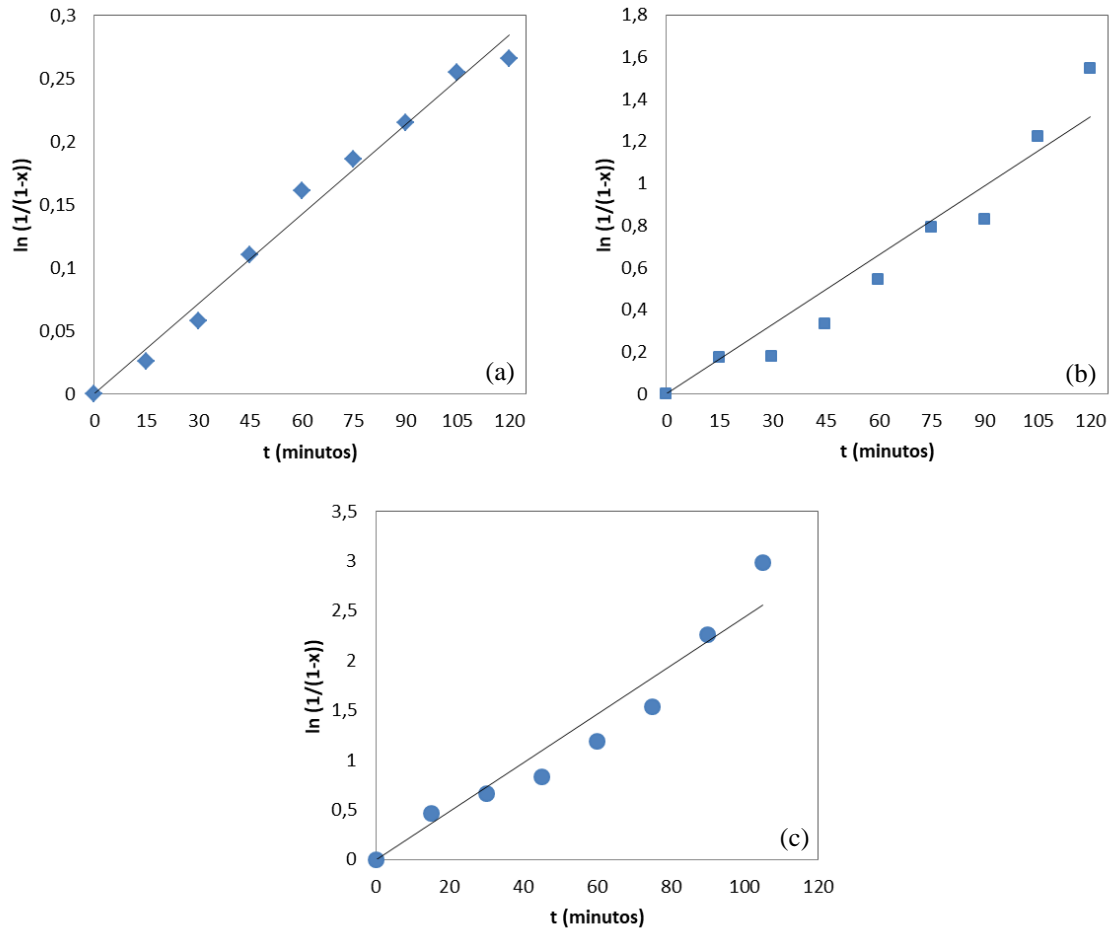 0,3
0,25
0,2
0,15
0,1
0,05
0
ln (1/(1-x))
0 15 30 45 60 75 90 105 120
t (minutos)
(a)
1,8
1,6
1,4
1,2
1
0,8
0,6
0,4
0,2
0
ln (1/(1-x))
0 15 30 45 60 75 90 105 120
t (minutos)
(b)
3,5
3
2,5
2
1,5
1
0,5
0
ln (1/(1-x))
0 20 40 60 80 100 120
t (minutos)
(c)